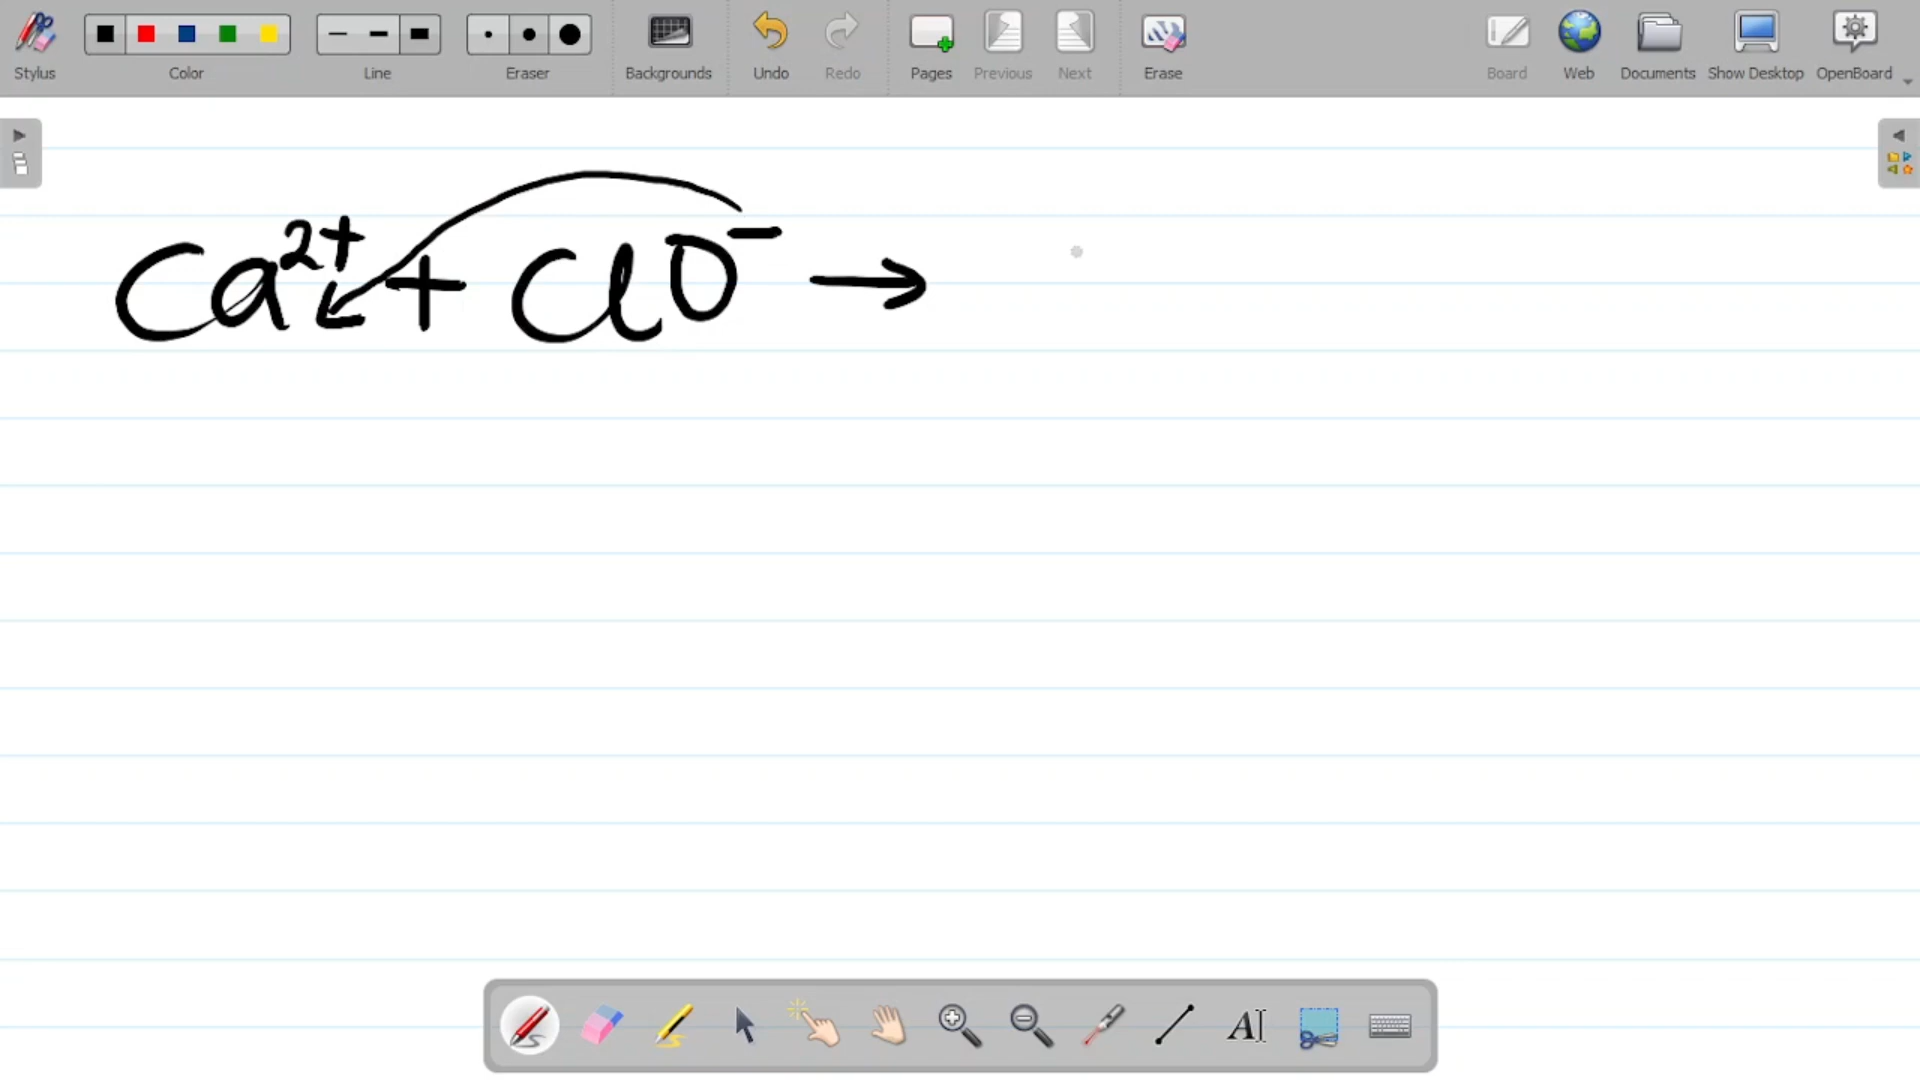 Stylus Color Line Eraser Backgrounds Undo Redo Pages Previous Next Erase Board Web Documents Show Desktop OpenBoard
Ca²⁺ + ClO⁻ →